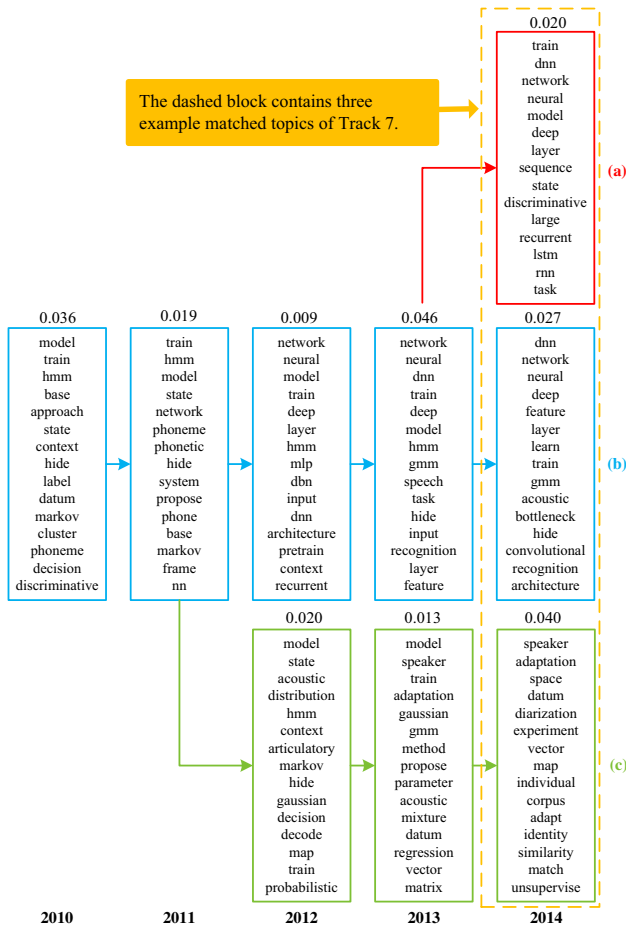 0.020
train
dnn
network
neural
model
deep
layer
sequence
state
discriminative
large
recurrent
lstm
rnn
task
(a)
The dashed block contains three
example matched topics of Track 7.
0.036
model
train
hmm
base
approach
state
context
hide
label
datum
markov
cluster
phoneme
decision
discriminative
0.019
train
hmm
model
state
network
phoneme
phonetic
hide
system
propose
phone
base
markov
frame
nn
0.009
network
neural
model
train
deep
layer
hmm
mlp
dbn
input
dnn
architecture
pretrain
context
recurrent
0.046
network
neural
dnn
train
deep
model
hmm
gmm
speech
task
hide
input
recognition
layer
feature
0.027
dnn
network
neural
deep
feature
layer
learn
train
gmm
acoustic
bottleneck
hide
convolutional
recognition
architecture
(b)
0.020
model
state
acoustic
distribution
hmm
context
articulatory
markov
hide
gaussian
decision
decode
map
train
probabilistic
0.013
model
speaker
train
adaptation
gaussian
gmm
method
propose
parameter
acoustic
mixture
datum
regression
vector
matrix
0.040
speaker
adaptation
space
datum
diarization
experiment
vector
map
individual
corpus
adapt
identity
similarity
match
unsupervise
(c)
2010
2011
2012
2013
2014